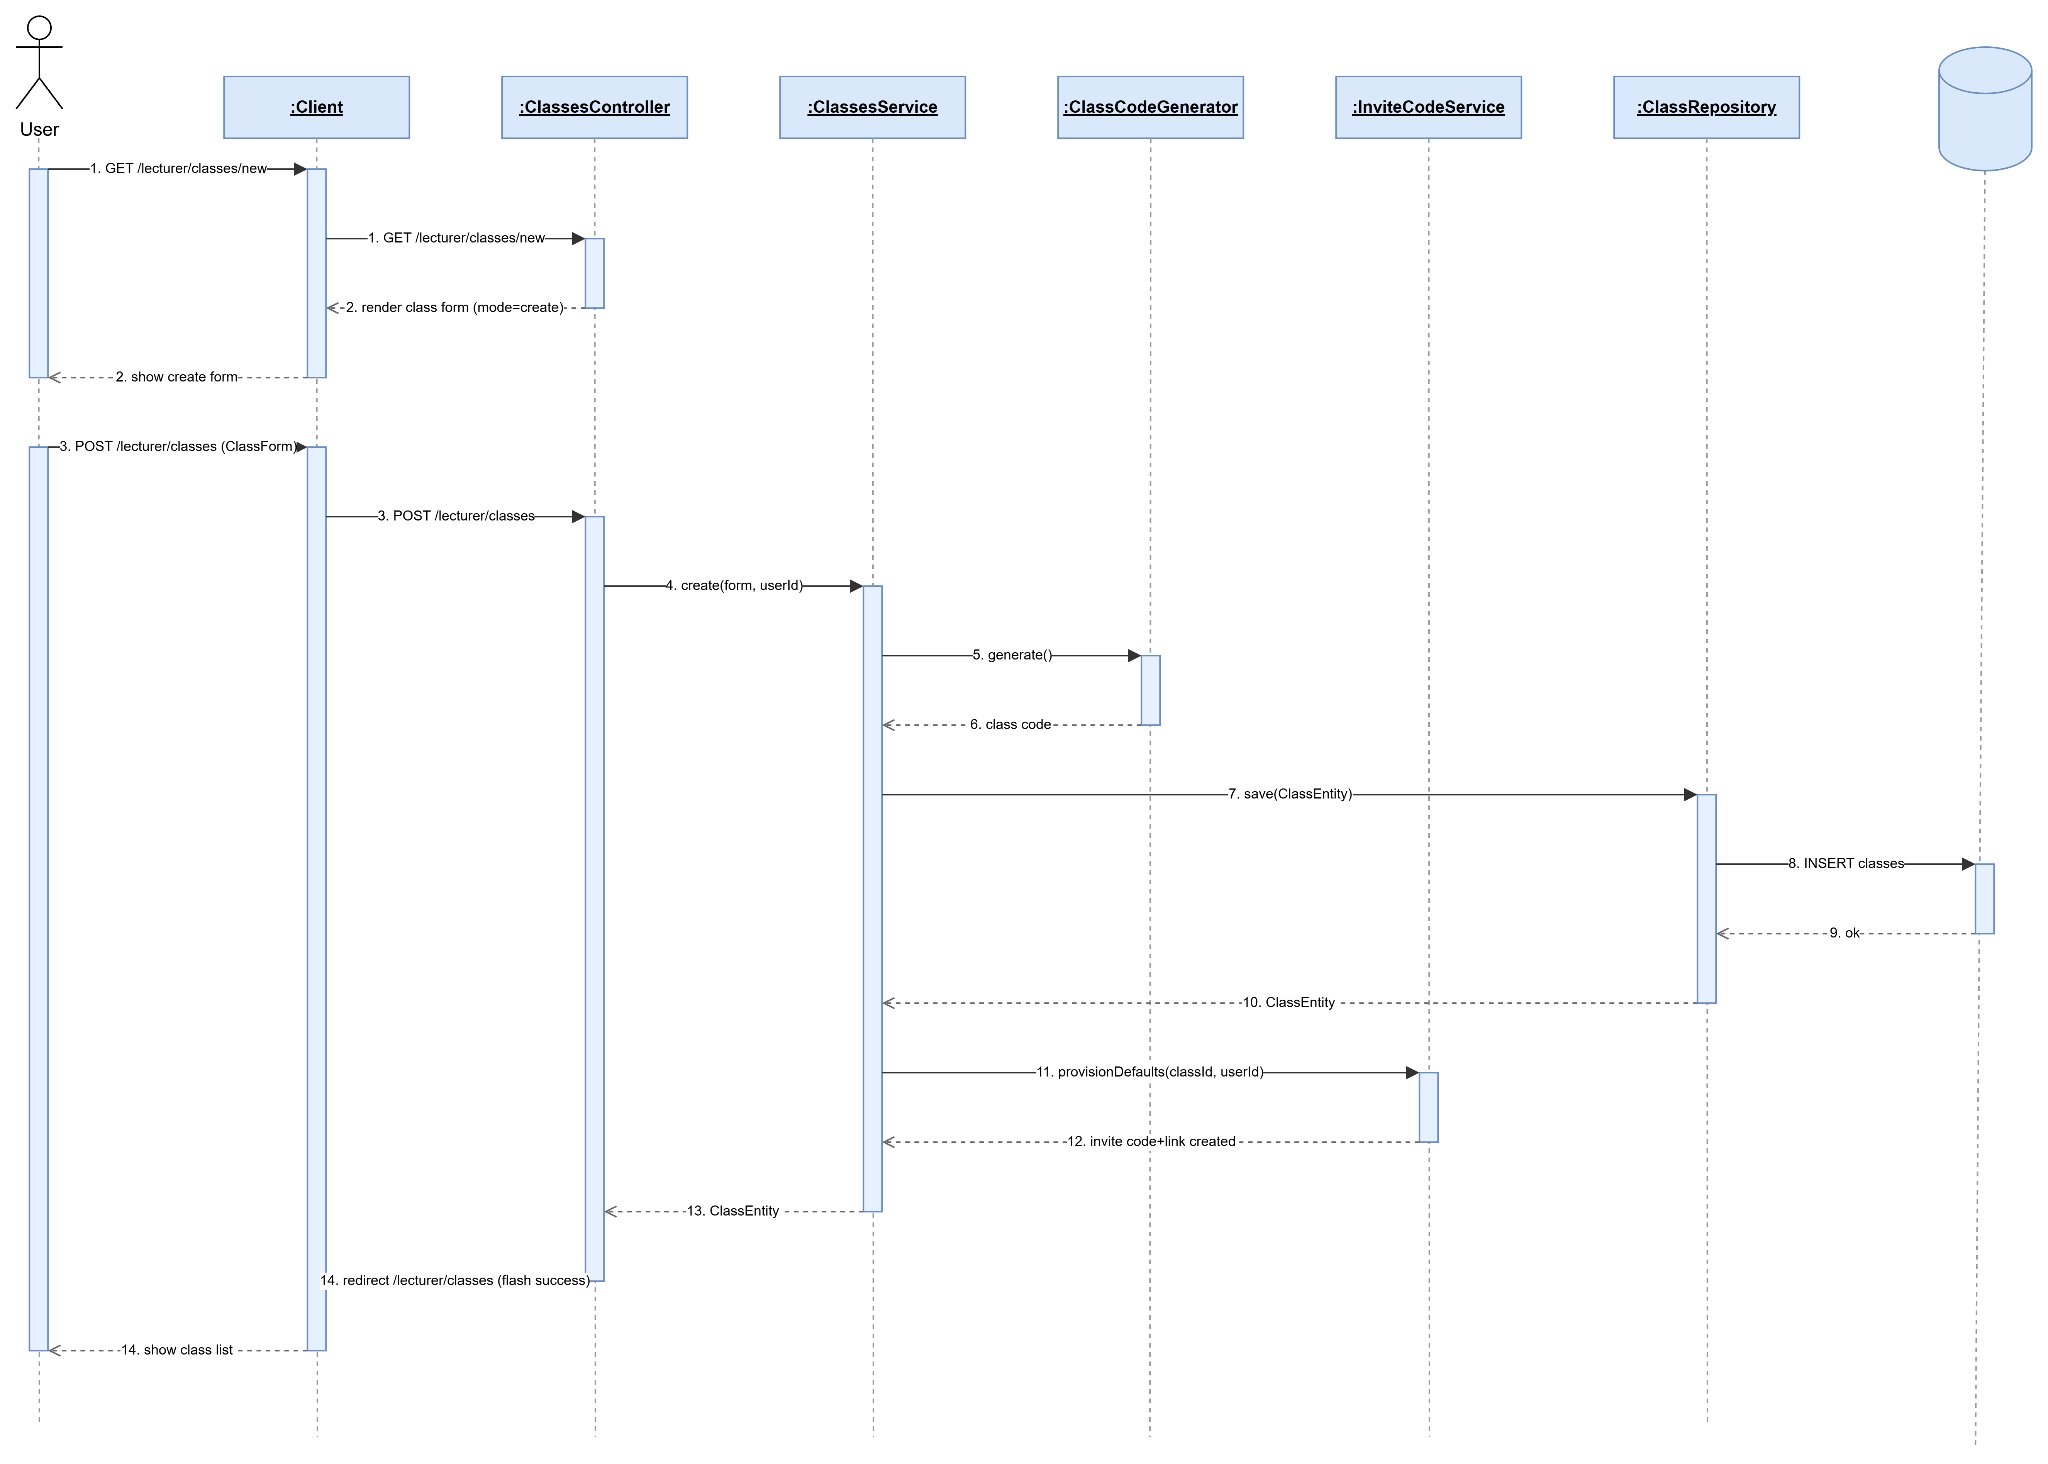 User
:Client
:ClassesController
:ClassesService
:ClassCodeGenerator
:InviteCodeService
:ClassRepository
1. GET /lecturer/classes/new
1. GET /lecturer/classes/new
2. render class form (mode=create)
2. show create form
3. POST /lecturer/classes (ClassForm)
3. POST /lecturer/classes
4. create(form, userId)
5. generate()
6. class code
7. save(ClassEntity)
8. INSERT classes
9. ok
10. ClassEntity
11. provisionDefaults(classId, userId)
12. invite code+link created
13. ClassEntity
14. redirect /lecturer/classes (flash success)
14. show class list